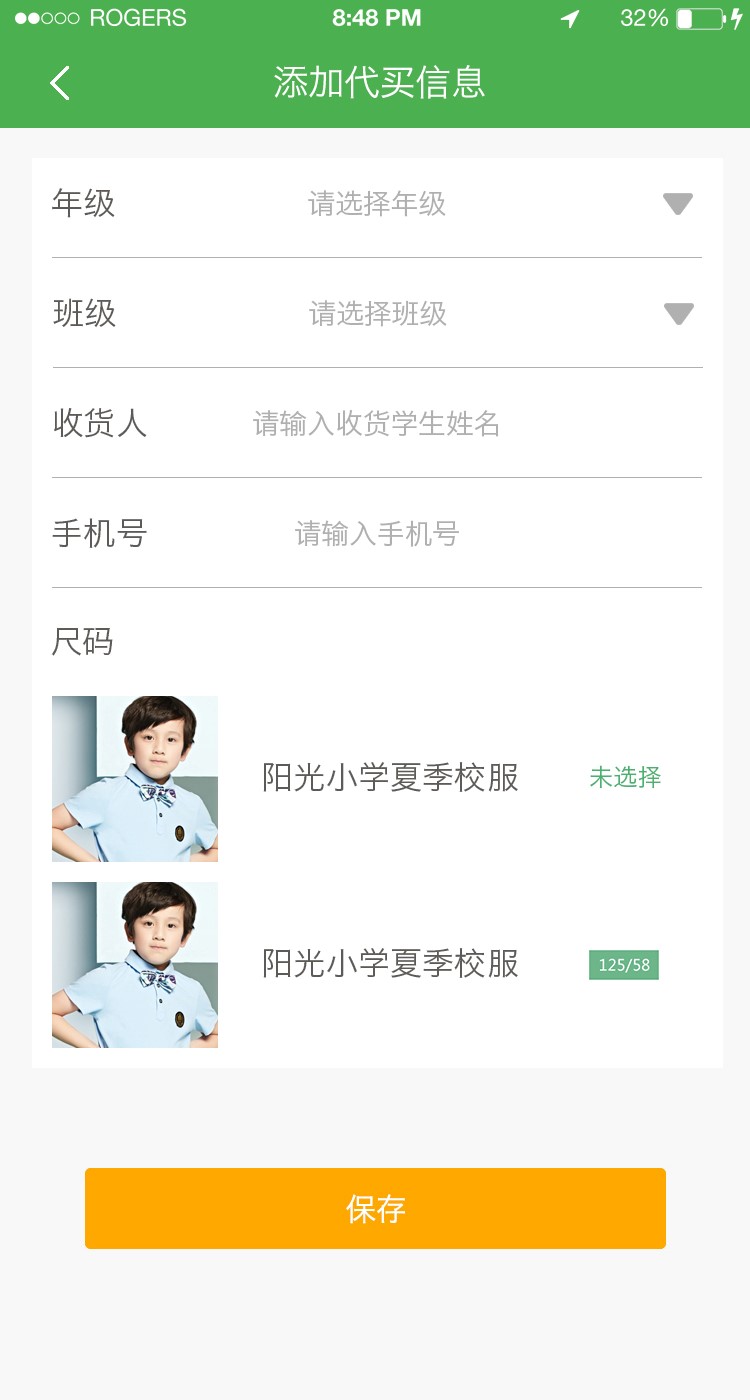 ROGERS 8:48 PM 32%
添加代买信息
年级 请选择年级
班级 请选择班级
收货人 请输入收货学生姓名
手机号 请输入手机号
尺码
阳光小学夏季校服 未选择
阳光小学夏季校服 125/58
保存